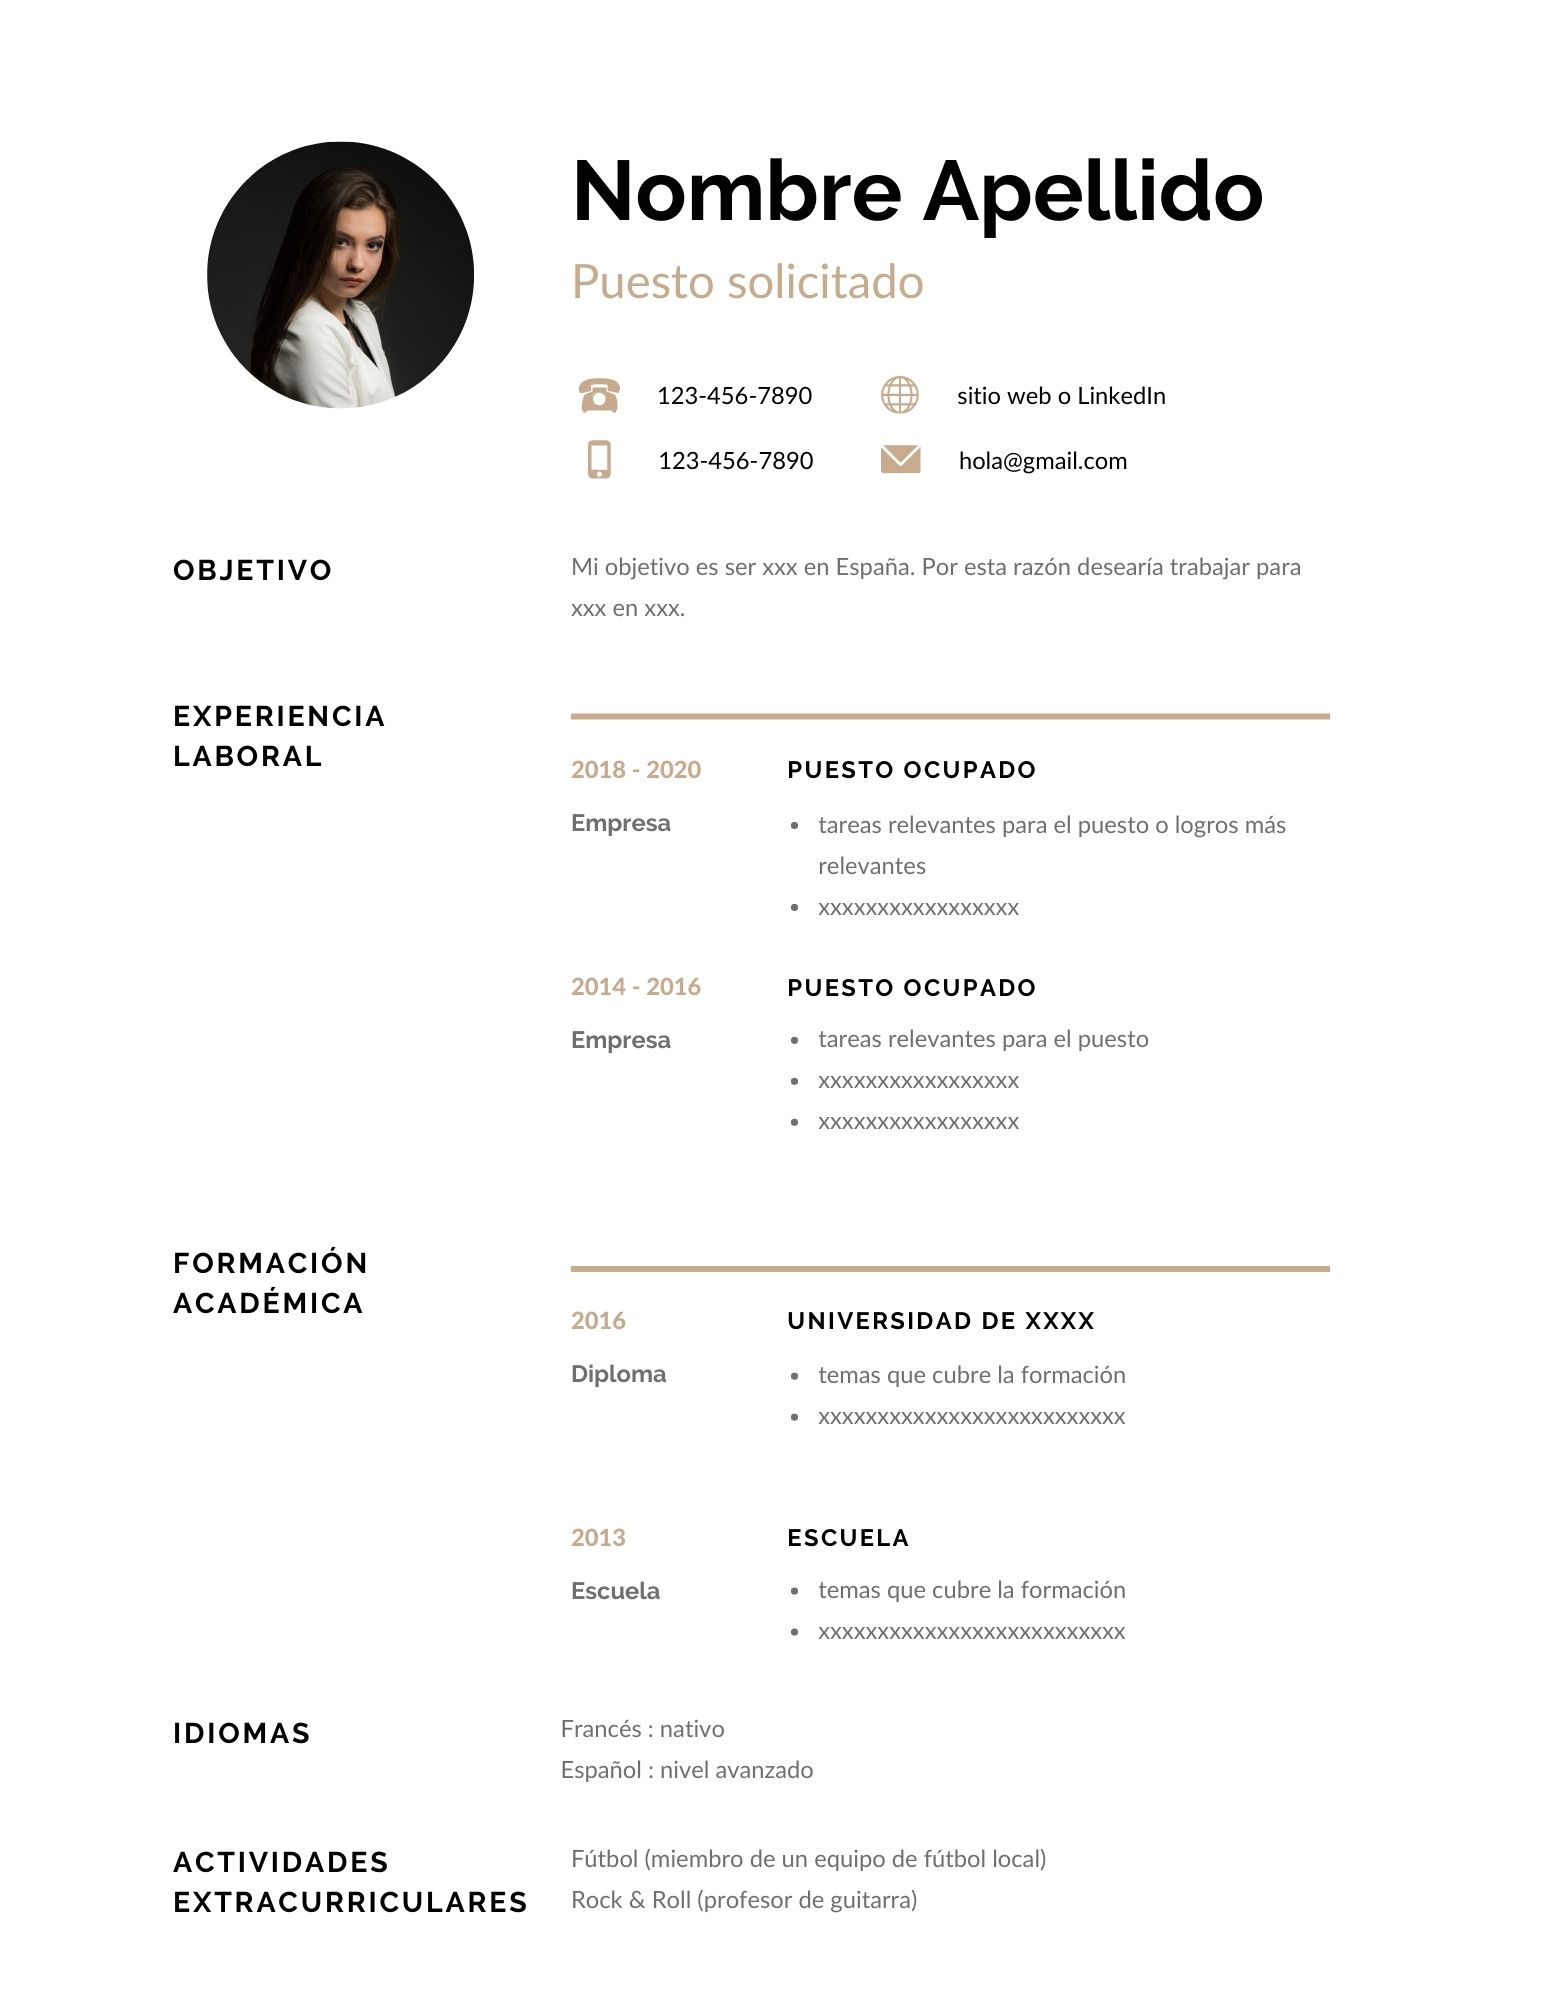 Nombre Apellido
Puesto solicitado
123-456-7890
sitio web o LinkedIn
123-456-7890
hola@gmail.com
OBJETIVO
Mi objetivo es ser xxx en España. Por esta razón desearía trabajar para
xxx en xxx.
EXPERIENCIA
LABORAL
2018 - 2020
PUESTO OCUPADO
Empresa
• tareas relevantes para el puesto o logros más
relevantes
• xxxxxxxxxxxxxxxxx
2014 - 2016
PUESTO OCUPADO
Empresa
• tareas relevantes para el puesto
• xxxxxxxxxxxxxxxxx
• xxxxxxxxxxxxxxxxx
FORMACIÓN
ACADÉMICA
2016
UNIVERSIDAD DE XXXX
Diploma
• temas que cubre la formación
• xxxxxxxxxxxxxxxxxxxxxxxxxx
2013
ESCUELA
Escuela
• temas que cubre la formación
• xxxxxxxxxxxxxxxxxxxxxxxxxx
IDIOMAS
Francés : nativo
Español : nivel avanzado
ACTIVIDADES
EXTRACURRICULARES
Fútbol (miembro de un equipo de fútbol local)
Rock & Roll (profesor de guitarra)